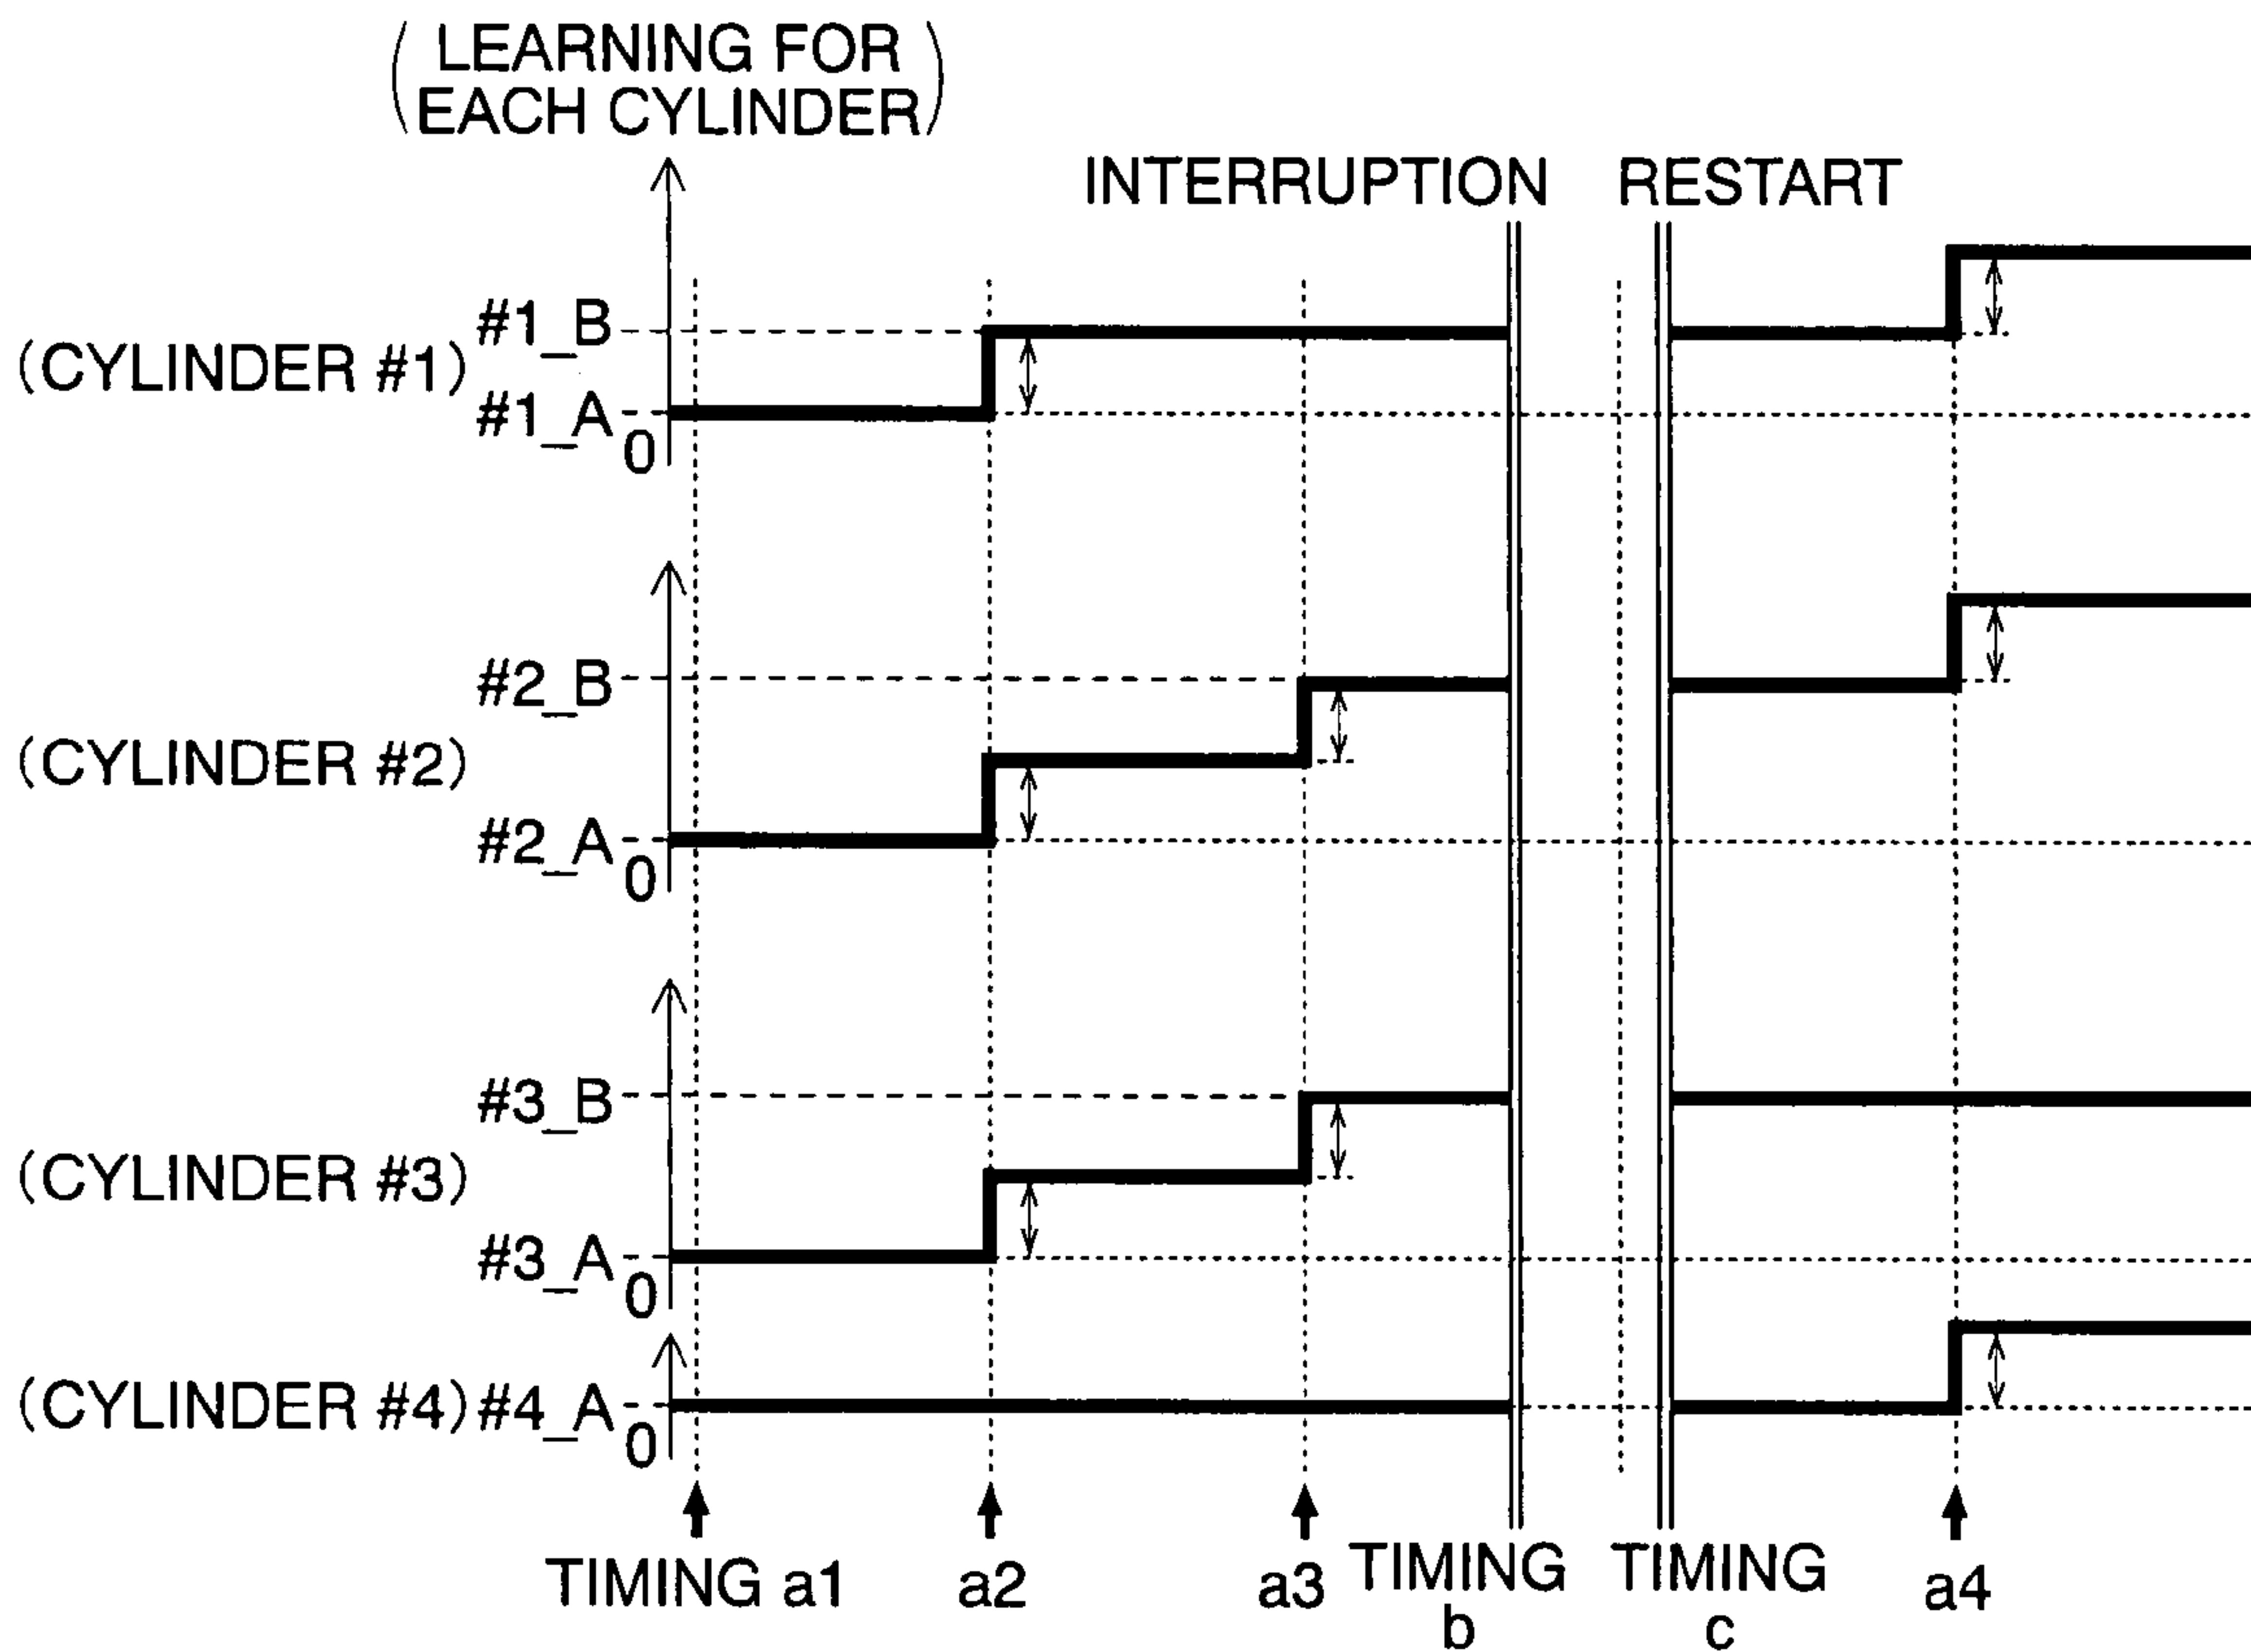 (LEARNING FOR
EACH CYLINDER)
INTERRUPTION RESTART
#1_B
(CYLINDER #1)
#1_A
0
#2_B
(CYLINDER #2)
#2_A
0
#3_B
(CYLINDER #3)
#3_A
0
(CYLINDER #4) #4_A
0
TIMING a1 a2 a3 TIMING b TIMING c a4